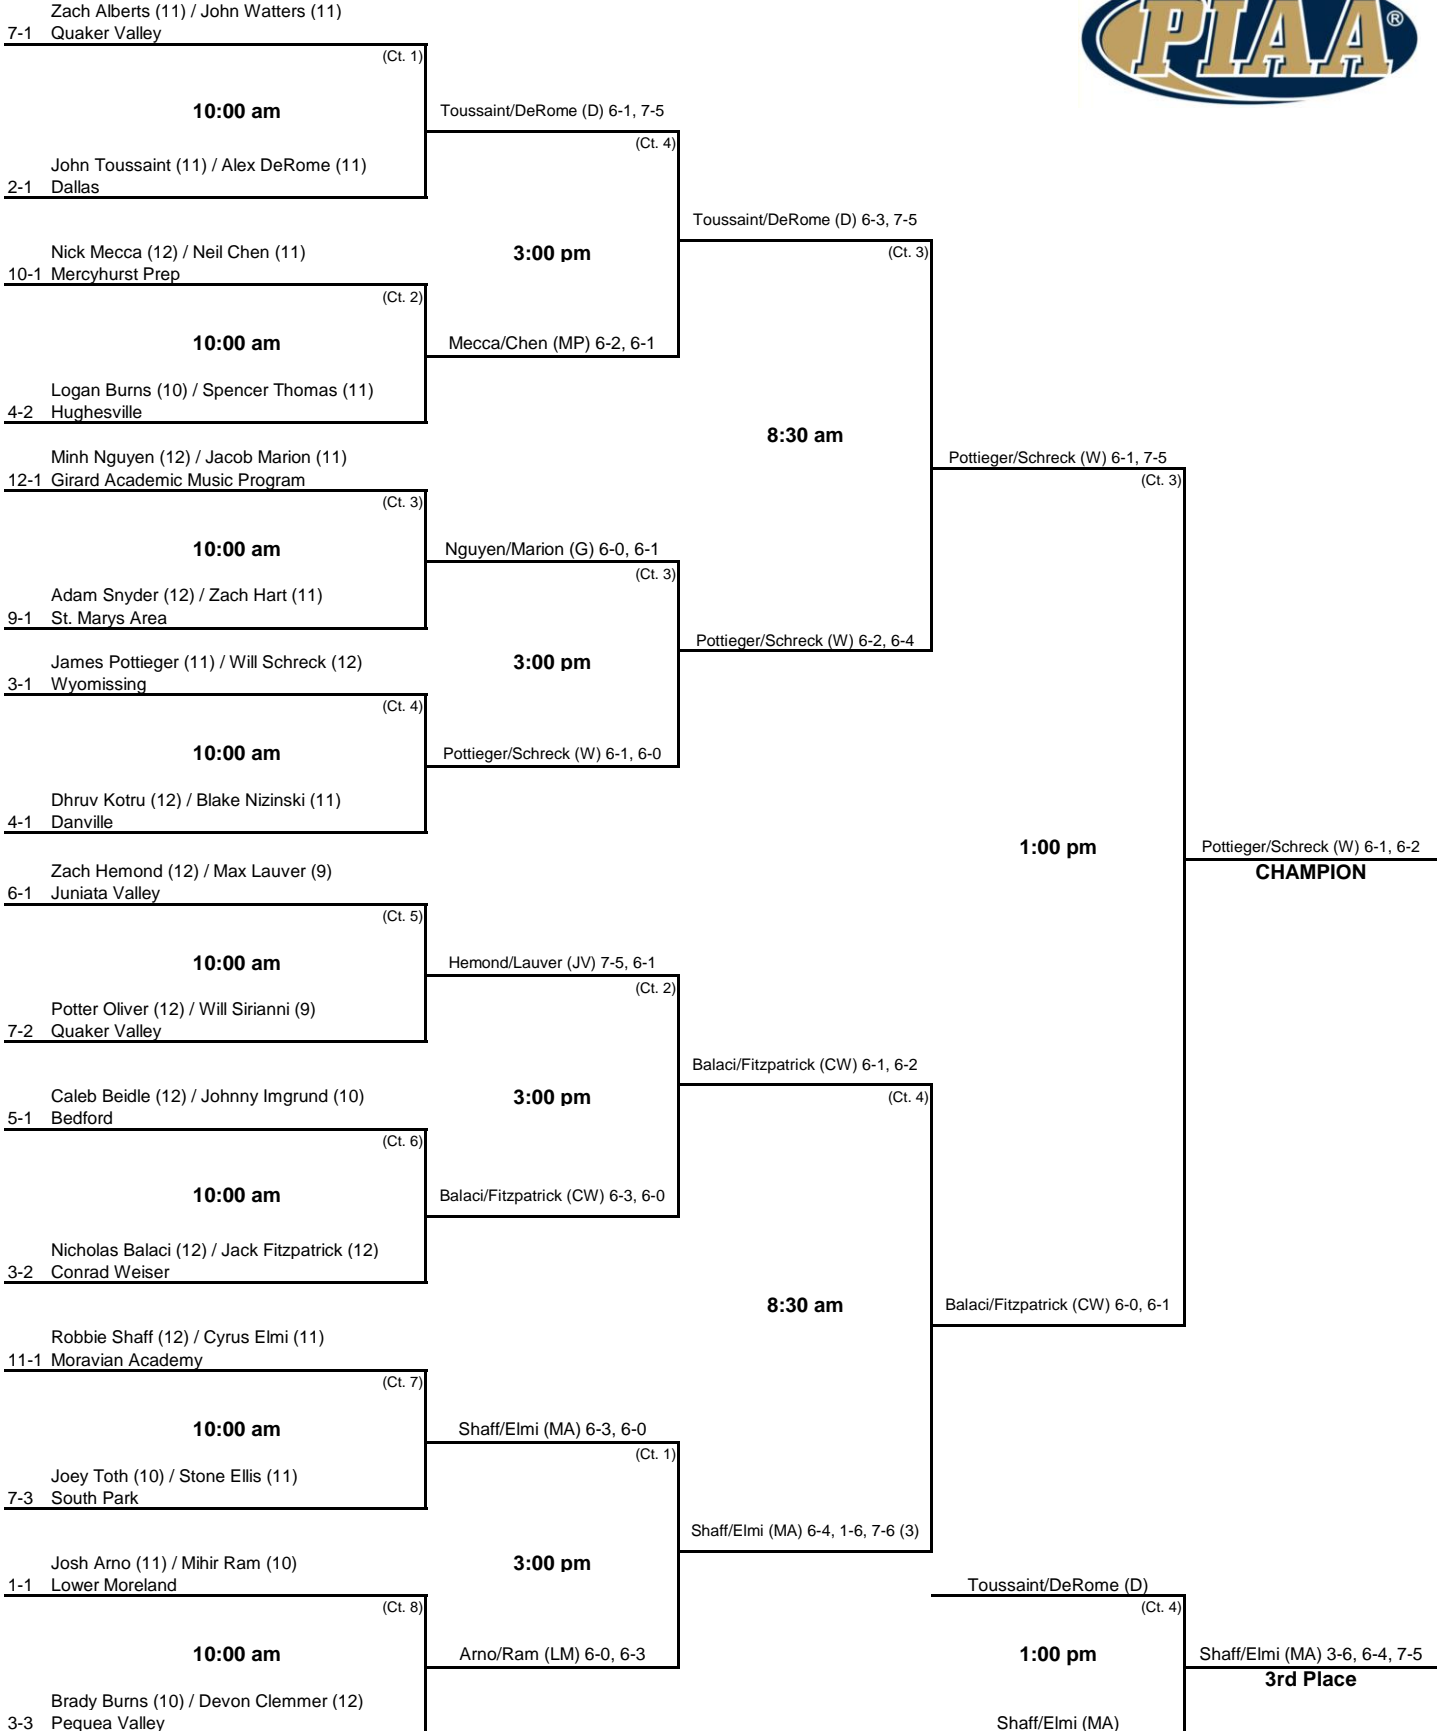 PIAA®
Zach Alberts (11) / John Watters (11)
7-1 Quaker Valley
(Ct. 1)
10:00 am
Toussaint/DeRome (D) 6-1, 7-5
(Ct. 4)
John Toussaint (11) / Alex DeRome (11)
2-1 Dallas
Toussaint/DeRome (D) 6-3, 7-5
(Ct. 3)
Nick Mecca (12) / Neil Chen (11)
10-1 Mercyhurst Prep
3:00 pm
(Ct. 2)
10:00 am
Mecca/Chen (MP) 6-2, 6-1
Logan Burns (10) / Spencer Thomas (11)
4-2 Hughesville
8:30 am
Pottieger/Schreck (W) 6-1, 7-5
(Ct. 3)
Minh Nguyen (12) / Jacob Marion (11)
12-1 Girard Academic Music Program
(Ct. 3)
10:00 am
Nguyen/Marion (G) 6-0, 6-1
(Ct. 3)
Adam Snyder (12) / Zach Hart (11)
9-1 St. Marys Area
Pottieger/Schreck (W) 6-2, 6-4
James Pottieger (11) / Will Schreck (12)
3-1 Wyomissing
3:00 pm
(Ct. 4)
10:00 am
Pottieger/Schreck (W) 6-1, 6-0
Dhruv Kotru (12) / Blake Nizinski (11)
4-1 Danville
1:00 pm
Pottieger/Schreck (W) 6-1, 6-2
CHAMPION
Zach Hemond (12) / Max Lauver (9)
6-1 Juniata Valley
(Ct. 5)
10:00 am
Hemond/Lauver (JV) 7-5, 6-1
(Ct. 2)
Potter Oliver (12) / Will Sirianni (9)
7-2 Quaker Valley
Balaci/Fitzpatrick (CW) 6-1, 6-2
(Ct. 4)
Caleb Beidle (12) / Johnny Imgrund (10)
5-1 Bedford
3:00 pm
(Ct. 6)
10:00 am
Balaci/Fitzpatrick (CW) 6-3, 6-0
Nicholas Balaci (12) / Jack Fitzpatrick (12)
3-2 Conrad Weiser
8:30 am
Balaci/Fitzpatrick (CW) 6-0, 6-1
Robbie Shaff (12) / Cyrus Elmi (11)
11-1 Moravian Academy
(Ct. 7)
10:00 am
Shaff/Elmi (MA) 6-3, 6-0
(Ct. 1)
Joey Toth (10) / Stone Ellis (11)
7-3 South Park
Shaff/Elmi (MA) 6-4, 1-6, 7-6 (3)
Josh Arno (11) / Mihir Ram (10)
1-1 Lower Moreland
3:00 pm
(Ct. 8)
10:00 am
Arno/Ram (LM) 6-0, 6-3
Brady Burns (10) / Devon Clemmer (12)
3-3 Pequea Valley
Toussaint/DeRome (D)
(Ct. 4)
1:00 pm
Shaff/Elmi (MA) 3-6, 6-4, 7-5
3rd Place
Shaff/Elmi (MA)